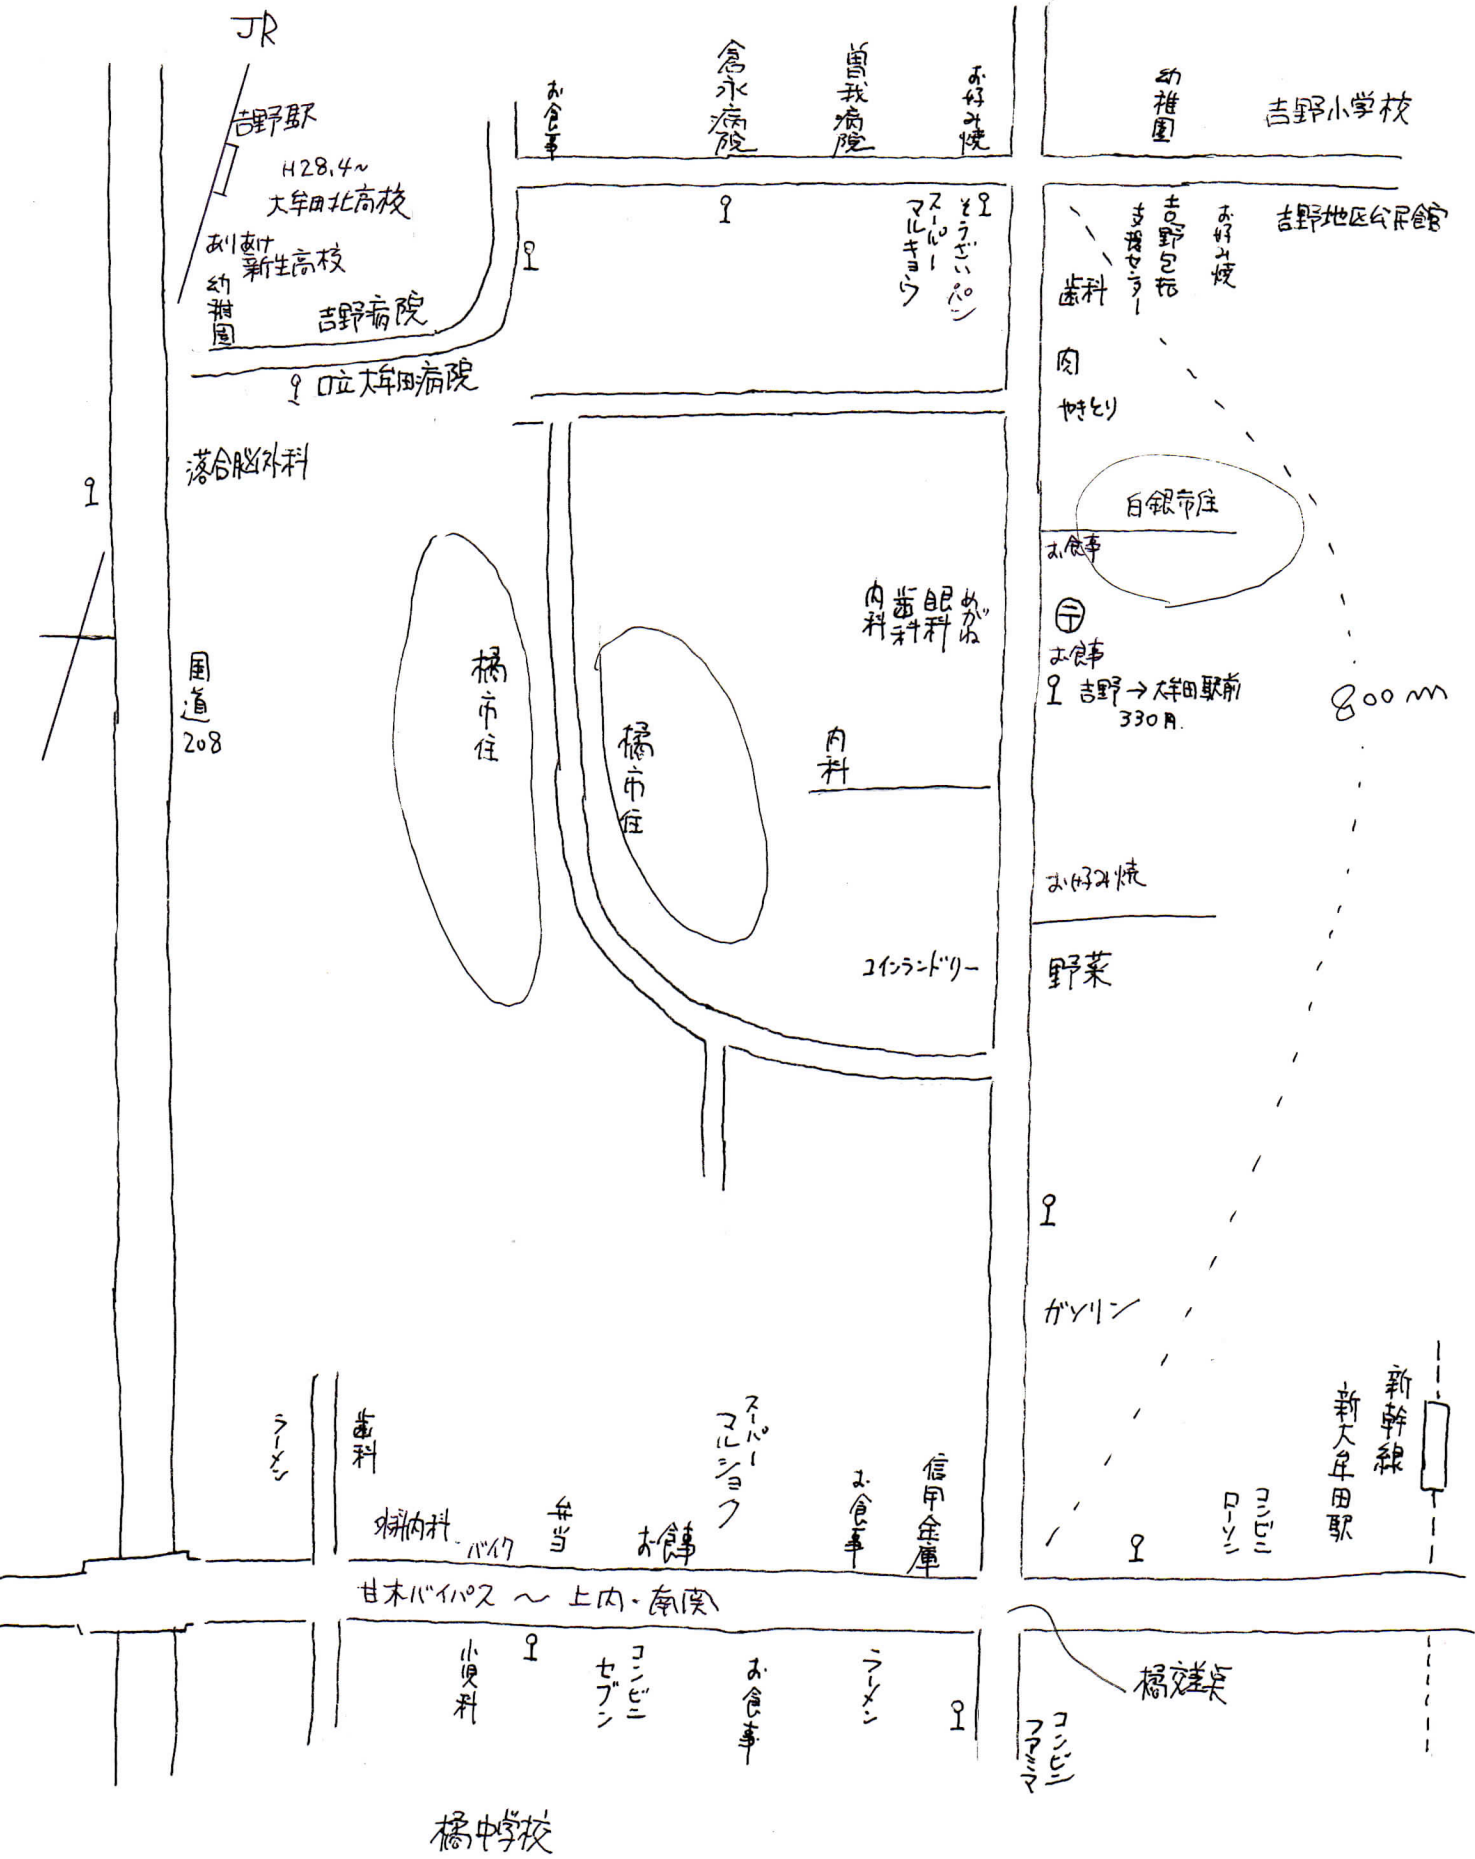 JR
吉野駅
H28.4~
大牟田北高校
ありあけ
新生高校
幼稚園
吉野病院
お食事
倉永病院
曽我病院
お好み焼
幼稚園
吉野小学校
スーパー
マルキョウ
そうざいパン
歯科
吉野包括
支援センター
お好み焼
吉野地区公民館
国立大牟田病院
落合脳外科
肉
やきとり
白銀市住
お食事
〒
お食事
吉野→大牟田駅前
330円
800m
内科
歯科
眼科
めがね
国道
208
橘市住
橘市住
内科
お好み焼
コインランドリー
野菜
ガソリン
新幹線
新大牟田駅
コンビニ
ローソン
ラーメン
歯科
内科
バイク
弁当
お食事
スーパー
マルショク
お食事
信用金庫
甘木バイパス ~ 上内・南関
小児科
コンビニ
セブン
お食事
ラーメン
コンビニ
ファミマ
橘交差点
橘中学校